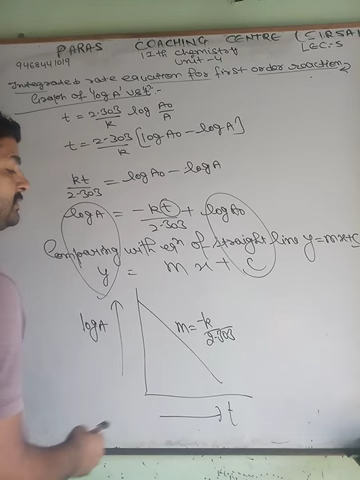 PARAS COACHING CENTRE (SIRSA)
9468441019 12th chemistry LEC:-5
Unit -4
Integrated rate equation for first order reaction
Graph of 'log A' vs 't' :-
t = 2.303/k log A0/A
t = 2.303/k [log A0 - log A]
kt/2.303 = log A0 - log A
log A = -kt/2.303 + log A0
Comparing with eqn of straight line y=mx+c
y = m x + c
log A
m = -k/2.303
t